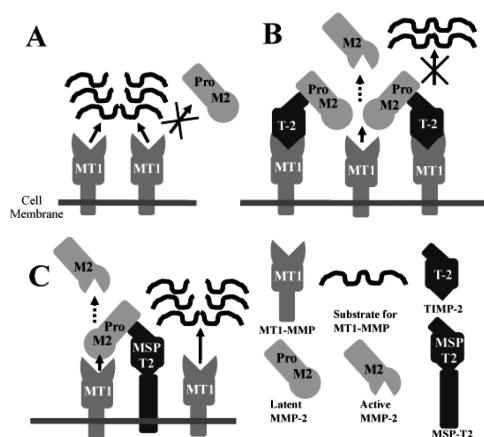 A
Pro
M2
MT1
MT1
Cell
Membrane
B
M2
Pro
M2
Pro
M2
T-2
T-2
MT1
MT1
MT1
C
M2
Pro
M2
MSP
T2
MT1
MT1
MT1
MT1-MMP
Substrate for
MT1-MMP
T-2
TIMP-2
Pro
M2
Latent
MMP-2
M2
Active
MMP-2
MSP
T2
MSP-T2